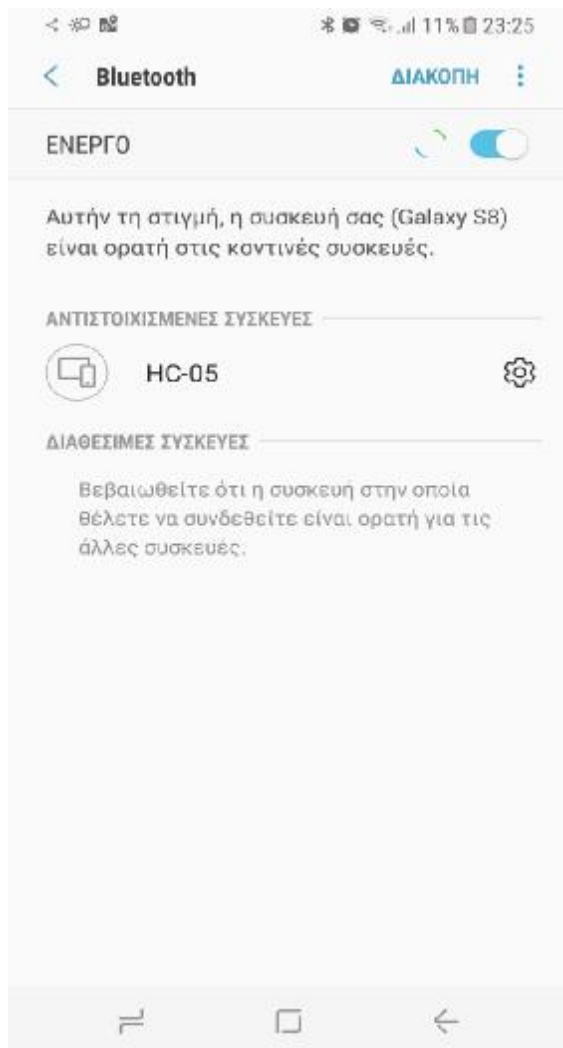 11% 23:25
Bluetooth ΔΙΑΚΟΠΗ
ΕΝΕΡΓΟ
Αυτήν τη στιγμή, η συσκευή σας (Galaxy S8)
είναι ορατή στις κοντινές συσκευές.
ΑΝΤΙΣΤΟΙΧΙΣΜΕΝΕΣ ΣΥΣΚΕΥΕΣ
HC-05
ΔΙΑΘΕΣΙΜΕΣ ΣΥΣΚΕΥΕΣ
Βεβαιωθείτε ότι η συσκευή στην οποία
θέλετε να συνδεθείτε είναι ορατή για τις
άλλες συσκευές.